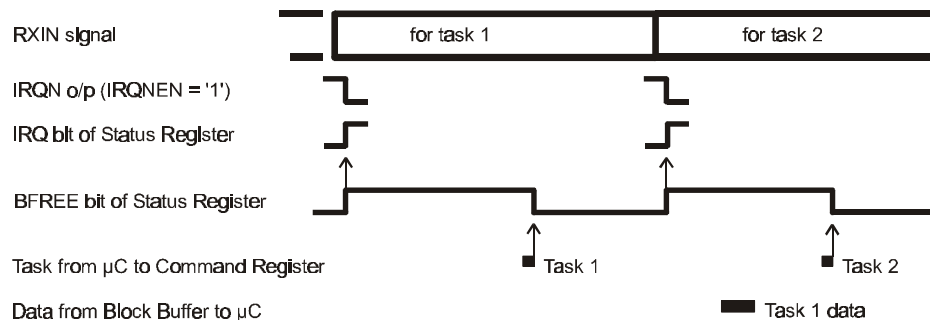 RXIN signal for task 1 for task 2
IRQN o/p (IRQNEN = '1')
IRQ bit of Status Register
BFREE bit of Status Register
Task from µC to Command Register Task 1 Task 2
Data from Block Buffer to µC Task 1 data